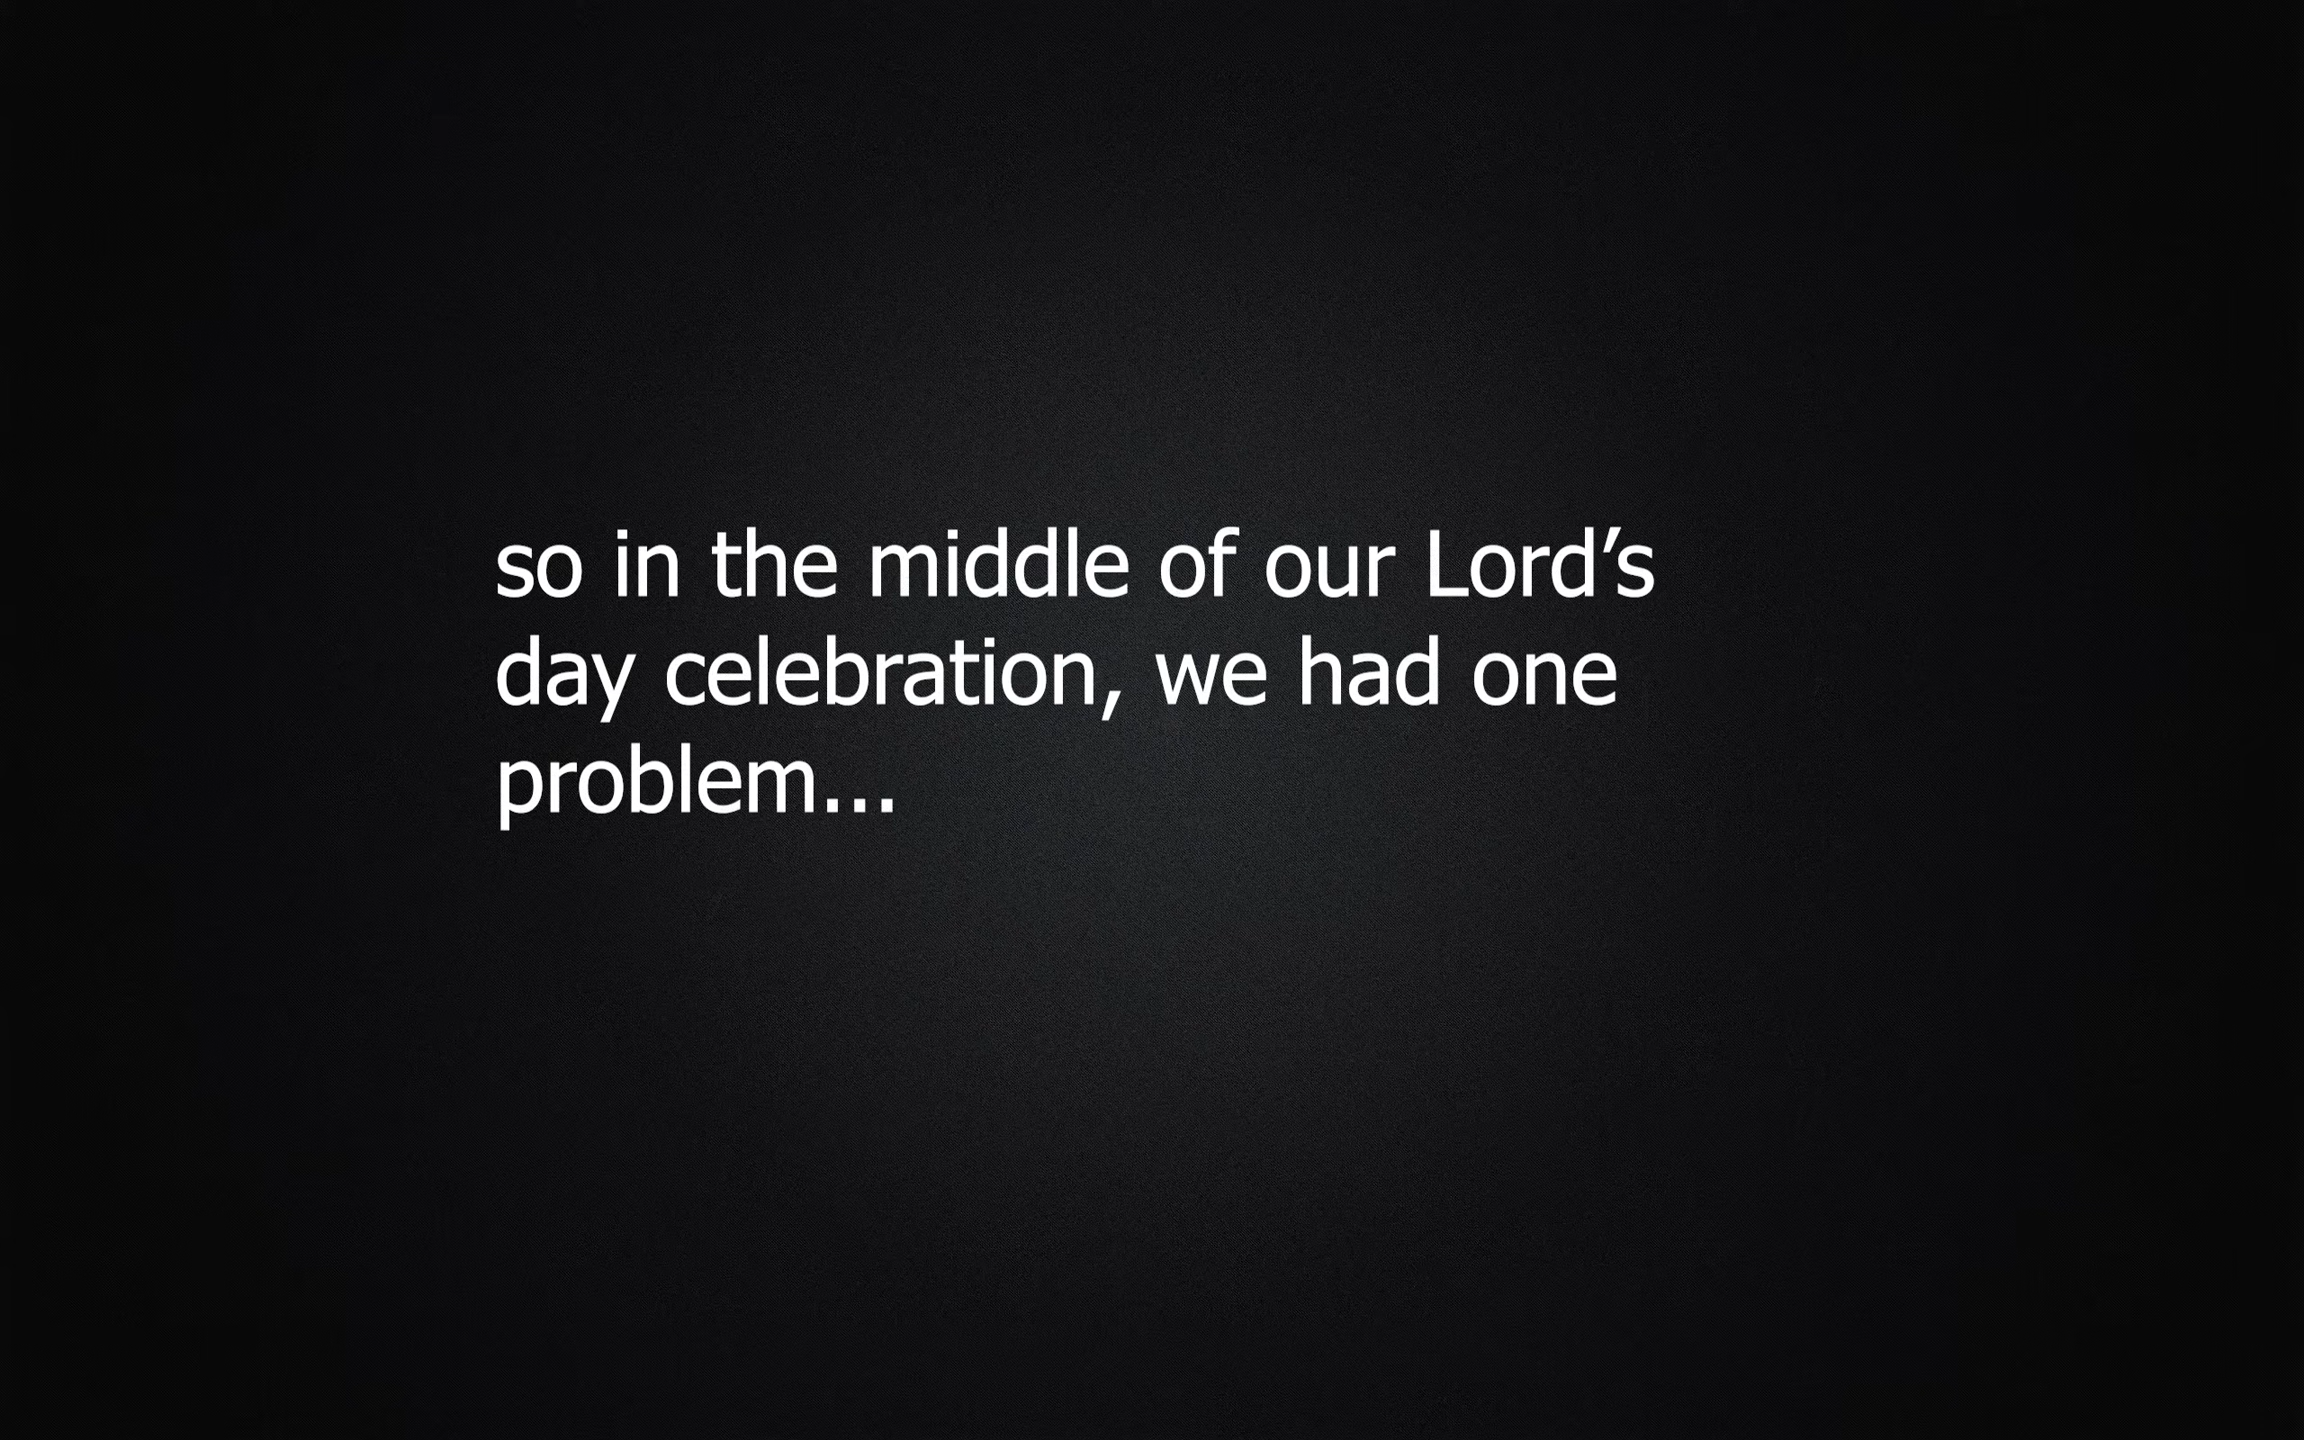 so in the middle of our Lord’s
day celebration, we had one
problem...